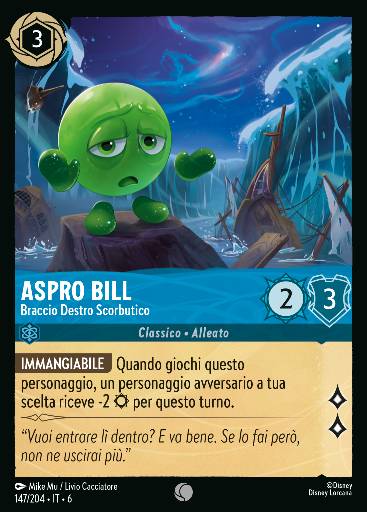 3
ASPRO BILL
Braccio Destro Scorbutico
2
3
Classico • Alleato
IMMANGIABILE Quando giochi questo
personaggio, un personaggio avversario a tua
scelta riceve -2 per questo turno.
“Vuoi entrare lì dentro? E va bene. Se lo fai però,
non ne uscirai più.”
Mike Mu / Livio Cacciatore
147/204 • IT • 6
©Disney
Disney Lorcana